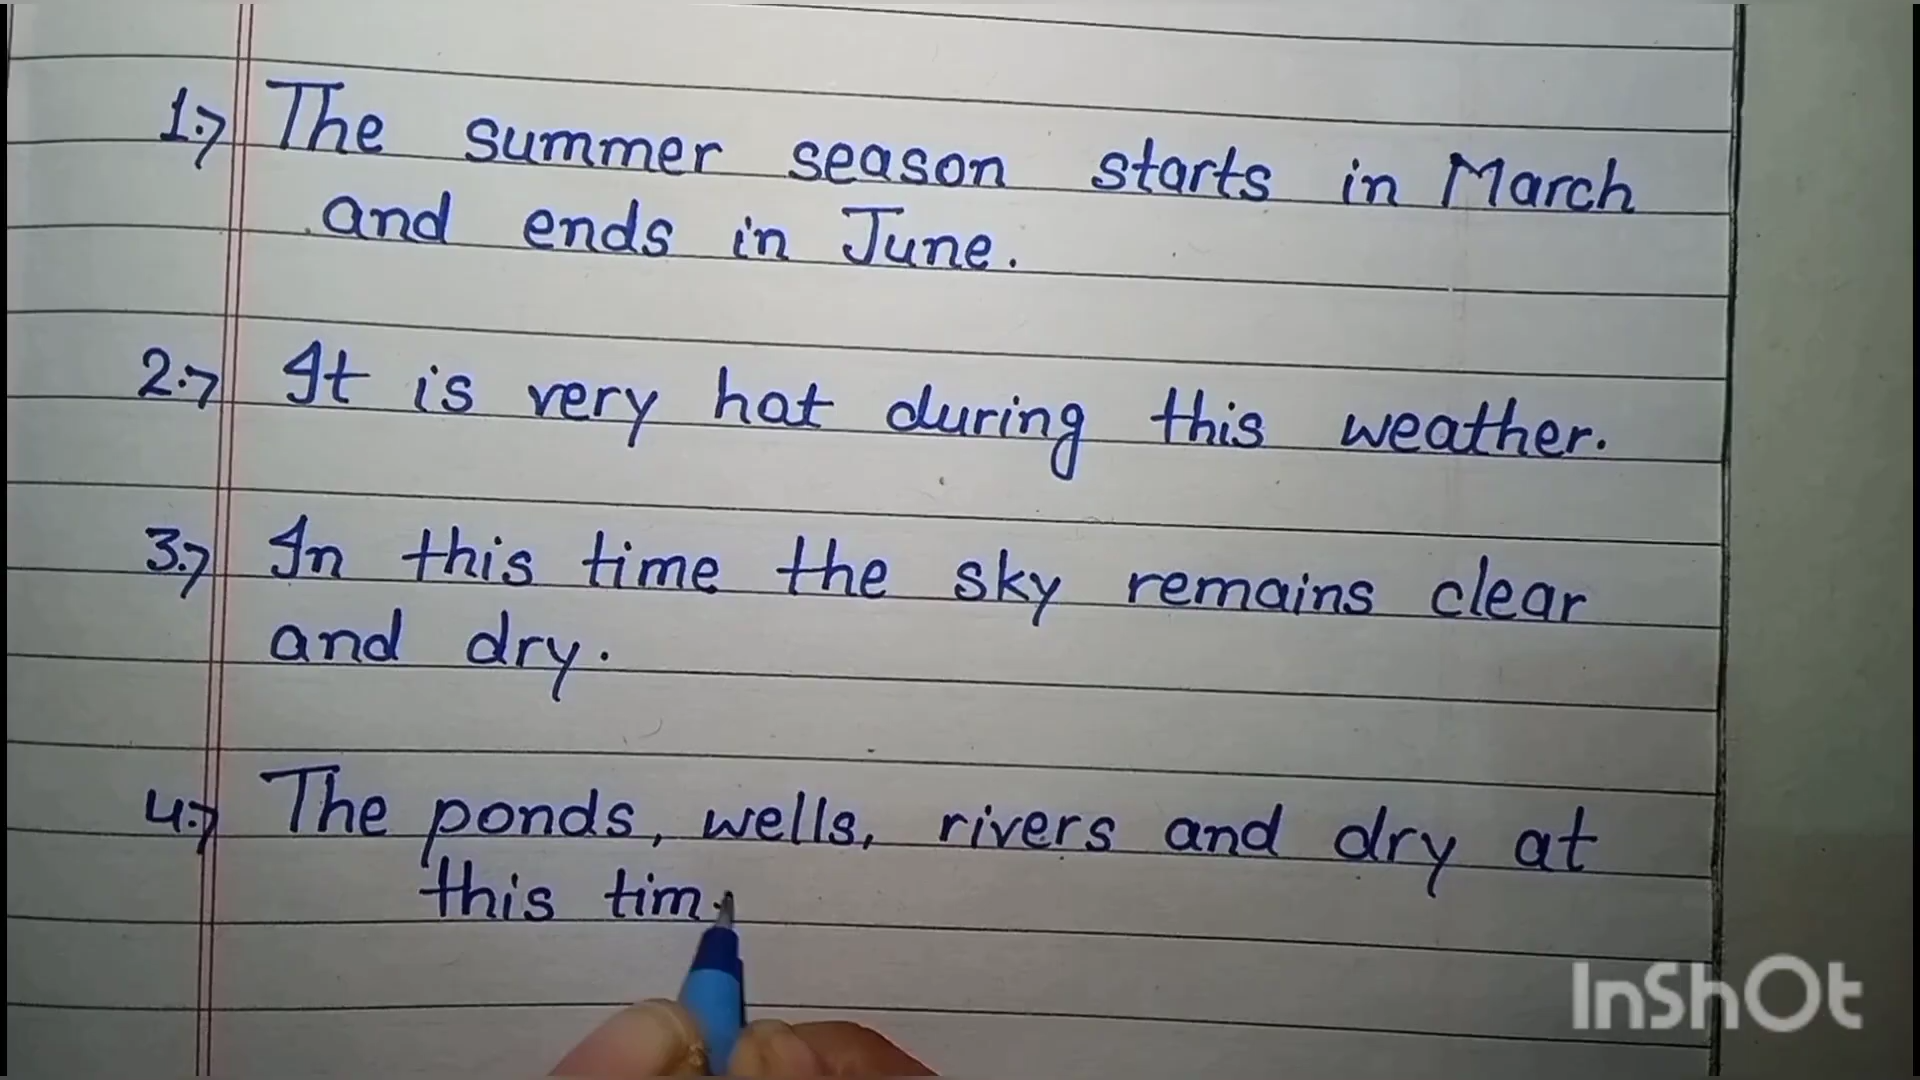 1.) The summer season starts in March
and ends in June.
2.) It is very hot during this weather.
3.) In this time the sky remains clear
and dry.
4.) The ponds, wells, rivers and dry at
this tim
InShOt